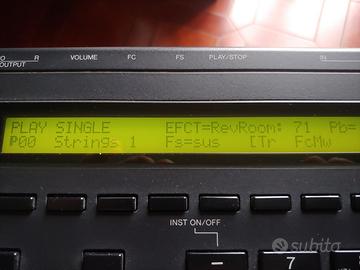 O R VOLUME FC FS PLAY/STOP IN
OUTPUT
PLAY SINGLE EFCT=RevRoom: 71 Pb=
P00 Strings 1 Fs=sus [Tr FcMw
INST ON/OFF
– 7
subito